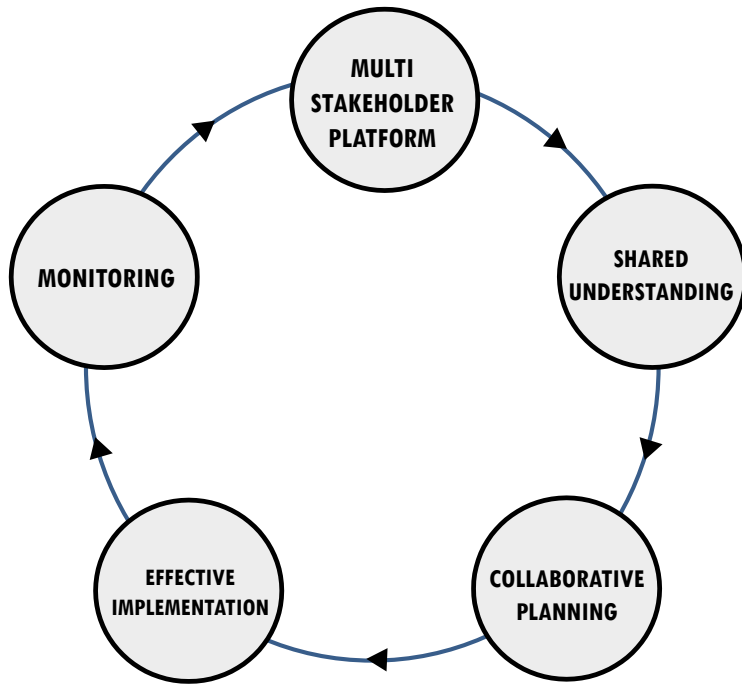 MULTI
STAKEHOLDER
PLATFORM
SHARED
UNDERSTANDING
COLLABORATIVE
PLANNING
EFFECTIVE
IMPLEMENTATION
MONITORING